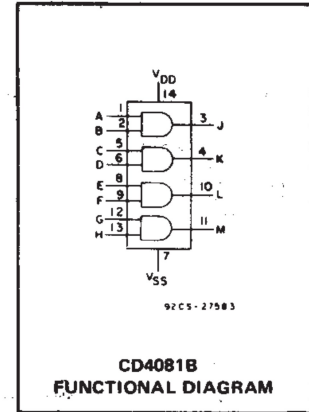 VDD
14
A 1
B 2
3 J
C 5
D 6
4 K
E 8
F 9
10 L
G 12
H 13
11 M
7
VSS
92CS-27583
CD4081B
FUNCTIONAL DIAGRAM